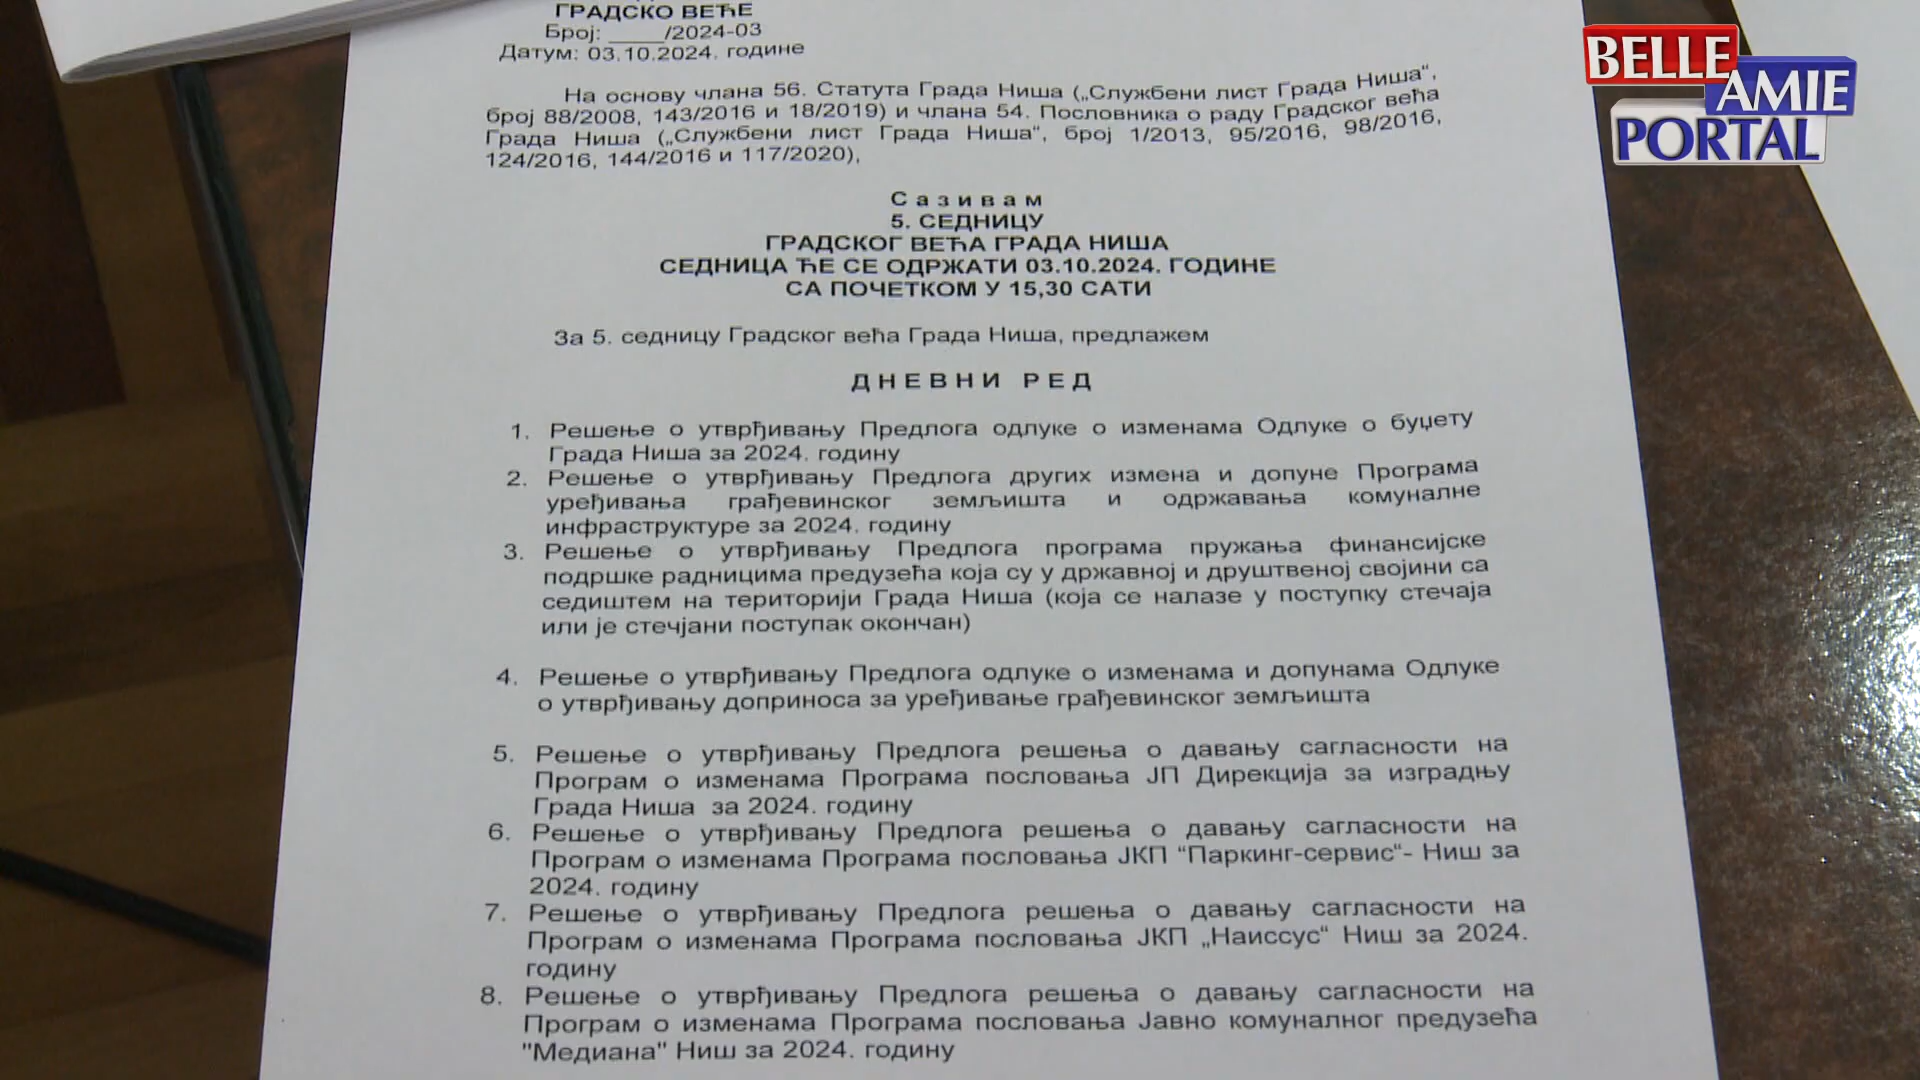 ГРАДСКО ВЕЋЕ
Број: ____/2024-03
Датум: 03.10.2024. године
На основу члана 56. Статута Града Ниша („Службени лист Града Ниша“,
број 88/2008, 143/2016 и 18/2019) и члана 54. Пословника о раду Градског већа
Града Ниша („Службени лист Града Ниша“, број 1/2013, 95/2016, 98/2016,
124/2016, 144/2016 и 117/2020),
С а з и в а м
5. СЕДНИЦУ
ГРАДСКОГ ВЕЋА ГРАДА НИША
СЕДНИЦА ЋЕ СЕ ОДРЖАТИ 03.10.2024. ГОДИНЕ
СА ПОЧЕТКОМ У 15,30 САТИ
За 5. седницу Градског већа Града Ниша, предлажем
Д Н Е В Н И Р Е Д
1. Решење о утврђивању Предлога одлуке о изменама Одлуке о буџету
Града Ниша за 2024. годину
2. Решење о утврђивању Предлога других измена и допуне Програма
уређивања грађевинског земљишта и одржавања комуналне
инфраструктуре за 2024. годину
3. Решење о утврђивању Предлога програма пружања финансијске
подршке радницима предузећа која су у државној и друштвеној својини са
седиштем на територији Града Ниша (која се налазе у поступку стечаја
или је стечјани поступак окончан)
4. Решење о утврђивању Предлога одлуке о изменама и допунама Одлуке
о утврђивању доприноса за уређивање грађевинског земљишта
5. Решење о утврђивању Предлога решења о давању сагласности на
Програм о изменама Програма пословања ЈП Дирекција за изградњу
Града Ниша за 2024. годину
6. Решење о утврђивању Предлога решења о давању сагласности на
Програм о изменама Програма пословања ЈКП “Паркинг-сервис“- Ниш за
2024. годину
7. Решење о утврђивању Предлога решења о давању сагласности на
Програм о изменама Програма пословања ЈКП „Наиссус“ Ниш за 2024.
годину
8. Решење о утврђивању Предлога решења о давању сагласности на
Програм о изменама Програма пословања Јавно комуналног предузећа
"Медиана" Ниш за 2024. годину
BELLE
AMIE
PORTAL